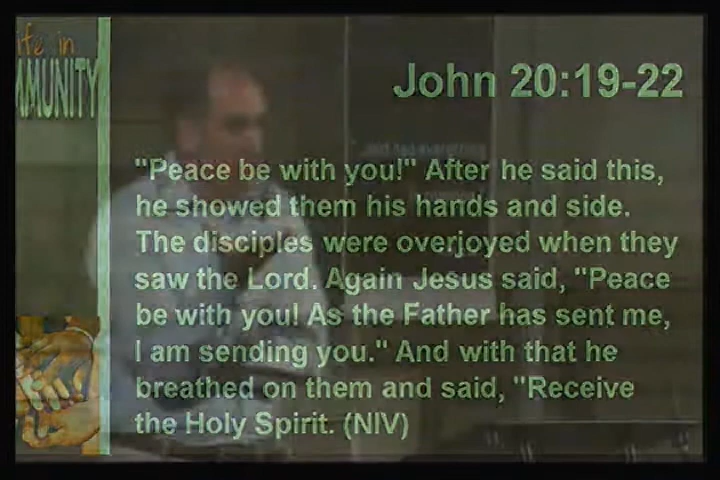 ife in
MMUNITY
John 20:19-22
"Peace be with you!" After he said this,
he showed them his hands and side.
The disciples were overjoyed when they
saw the Lord. Again Jesus said, "Peace
be with you! As the Father has sent me,
I am sending you." And with that he
breathed on them and said, "Receive
the Holy Spirit. (NIV)